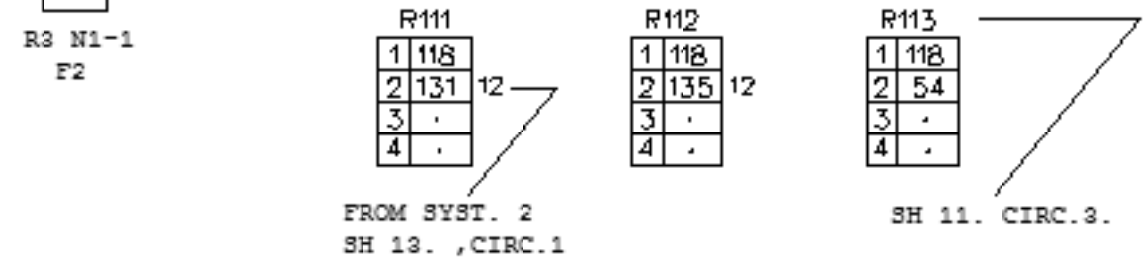 R3 N1-1
F2
R111
1 118
2 131 12
3 .
4 .
FROM SYST. 2
SH 13. ,CIRC.1
R112
1 118
2 135 12
3 .
4 .
R113
1 118
2 54
3 .
4 .
SH 11. CIRC.3.